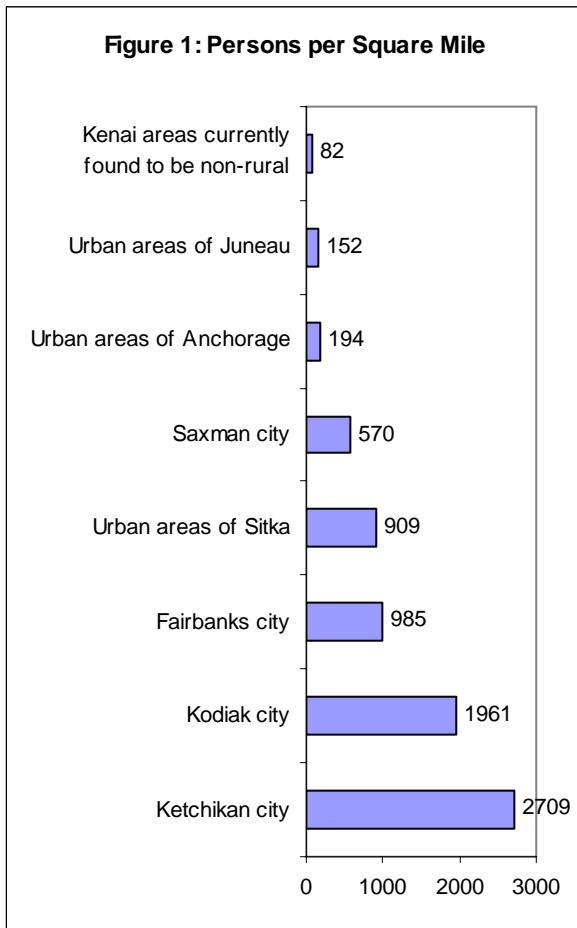 Figure 1: Persons per Square Mile
Kenai areas currently
found to be non-rural
82
Urban areas of Juneau
152
Urban areas of Anchorage
194
Saxman city
570
Urban areas of Sitka
909
Fairbanks city
985
Kodiak city
1961
Ketchikan city
2709
0 1000 2000 3000